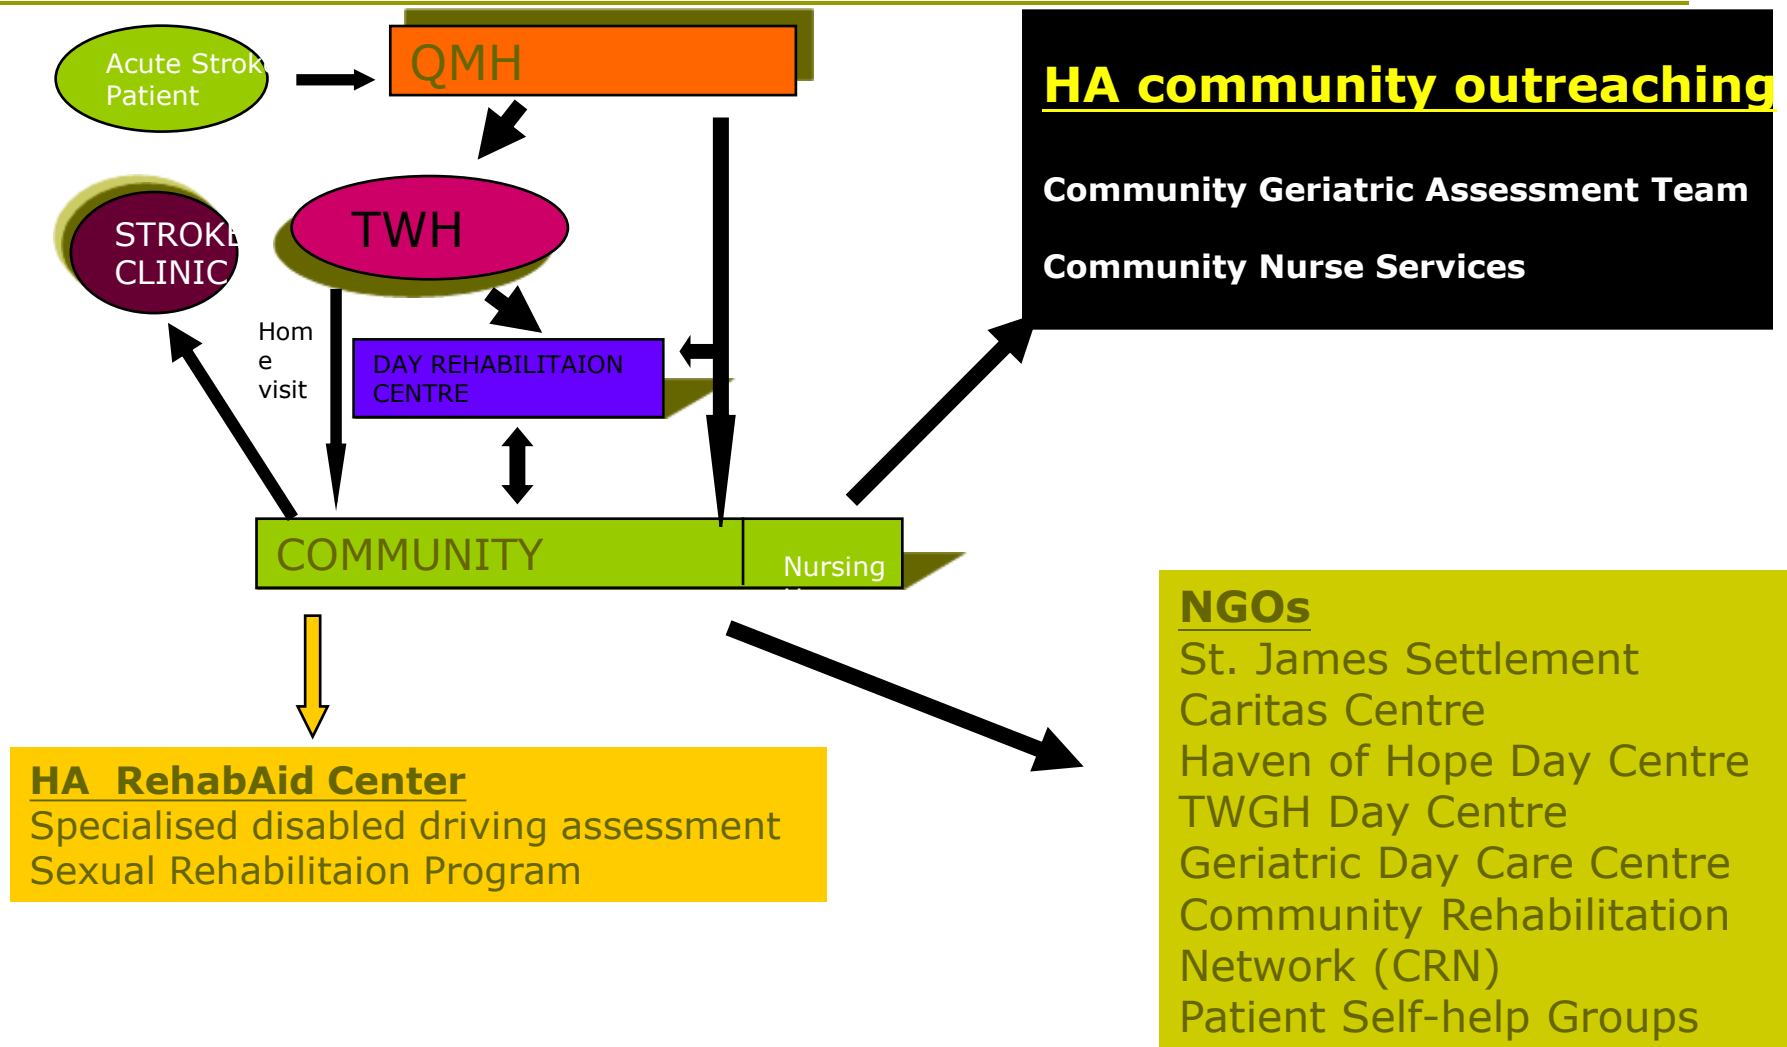 Acute Stroke
Patient
QMH
HA community outreaching
Community Geriatric Assessment Team
Community Nurse Services
STROKE
CLINIC
TWH
Hom
e
visit
DAY REHABILITAION
CENTRE
COMMUNITY
Nursing
HA RehabAid Center
Specialised disabled driving assessment
Sexual Rehabilitaion Program
NGOs
St. James Settlement
Caritas Centre
Haven of Hope Day Centre
TWGH Day Centre
Geriatric Day Care Centre
Community Rehabilitation
Network (CRN)
Patient Self-help Groups